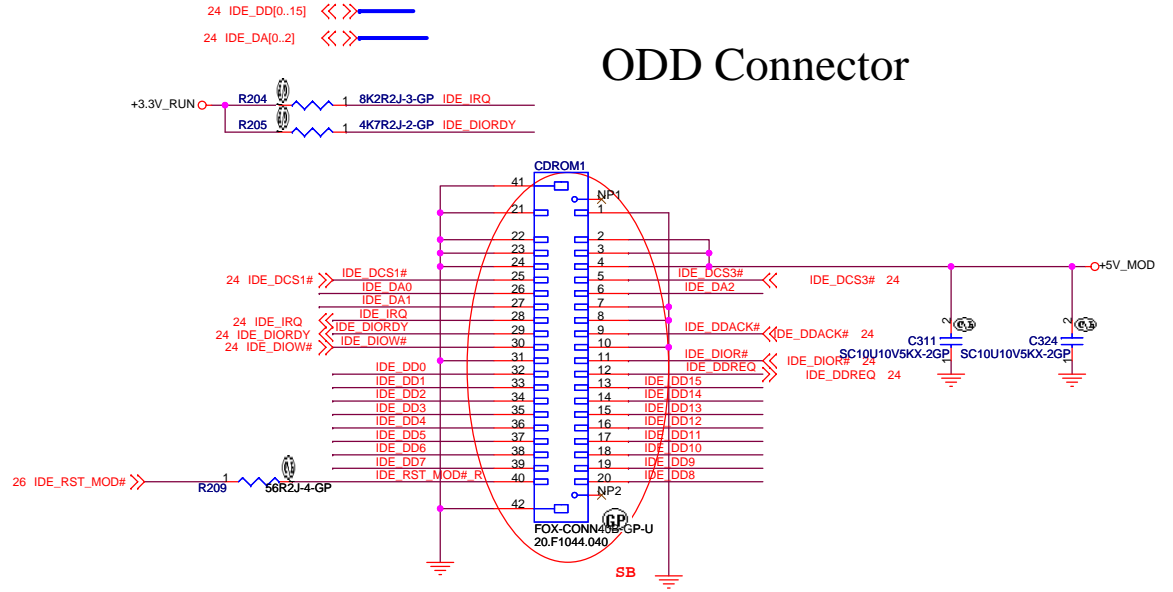 24 IDE_DD[0..15]
24 IDE_DA[0..2]
ODD Connector
+3.3V_RUN
R204 1 8K2R2J-3-GP IDE_IRQ
R205 1 4K7R2J-2-GP IDE_DIORDY
CDROM1
41
NP1
21 1
22 2
23 3
24 4
+5V_MOD
24 IDE_DCS1# IDE_DCS1# 25 5 IDE_DCS3# IDE_DCS3# 24
IDE_DA0 26 6 IDE_DA2
IDE_DA1 27 7
24 IDE_IRQ IDE_IRQ 28 8
24 IDE_DIORDY IDE_DIORDY 29 9 IDE_DDACK# IDE_DDACK# 24
24 IDE_DIOW# IDE_DIOW# 30 10
31 11 IDE_DIOR# IDE_DIOR# 24
IDE_DD0 32 12 IDE_DDREQ IDE_DDREQ 24
IDE_DD1 33 13 IDE_DD15
IDE_DD2 34 14 IDE_DD14
IDE_DD3 35 15 IDE_DD13
IDE_DD4 36 16 IDE_DD12
IDE_DD5 37 17 IDE_DD11
IDE_DD6 38 18 IDE_DD10
IDE_DD7 39 19 IDE_DD9
26 IDE_RST_MOD# R209 1 56R2J-4-GP IDE_RST_MOD#_R 40 20 IDE_DD8
NP2
42
GP
FOX-CONN40B-GP-U
20.F1044.040
SB
2 C311 1
SC10U10V5KX-2GP
2 C324 1
SC10U10V5KX-2GP